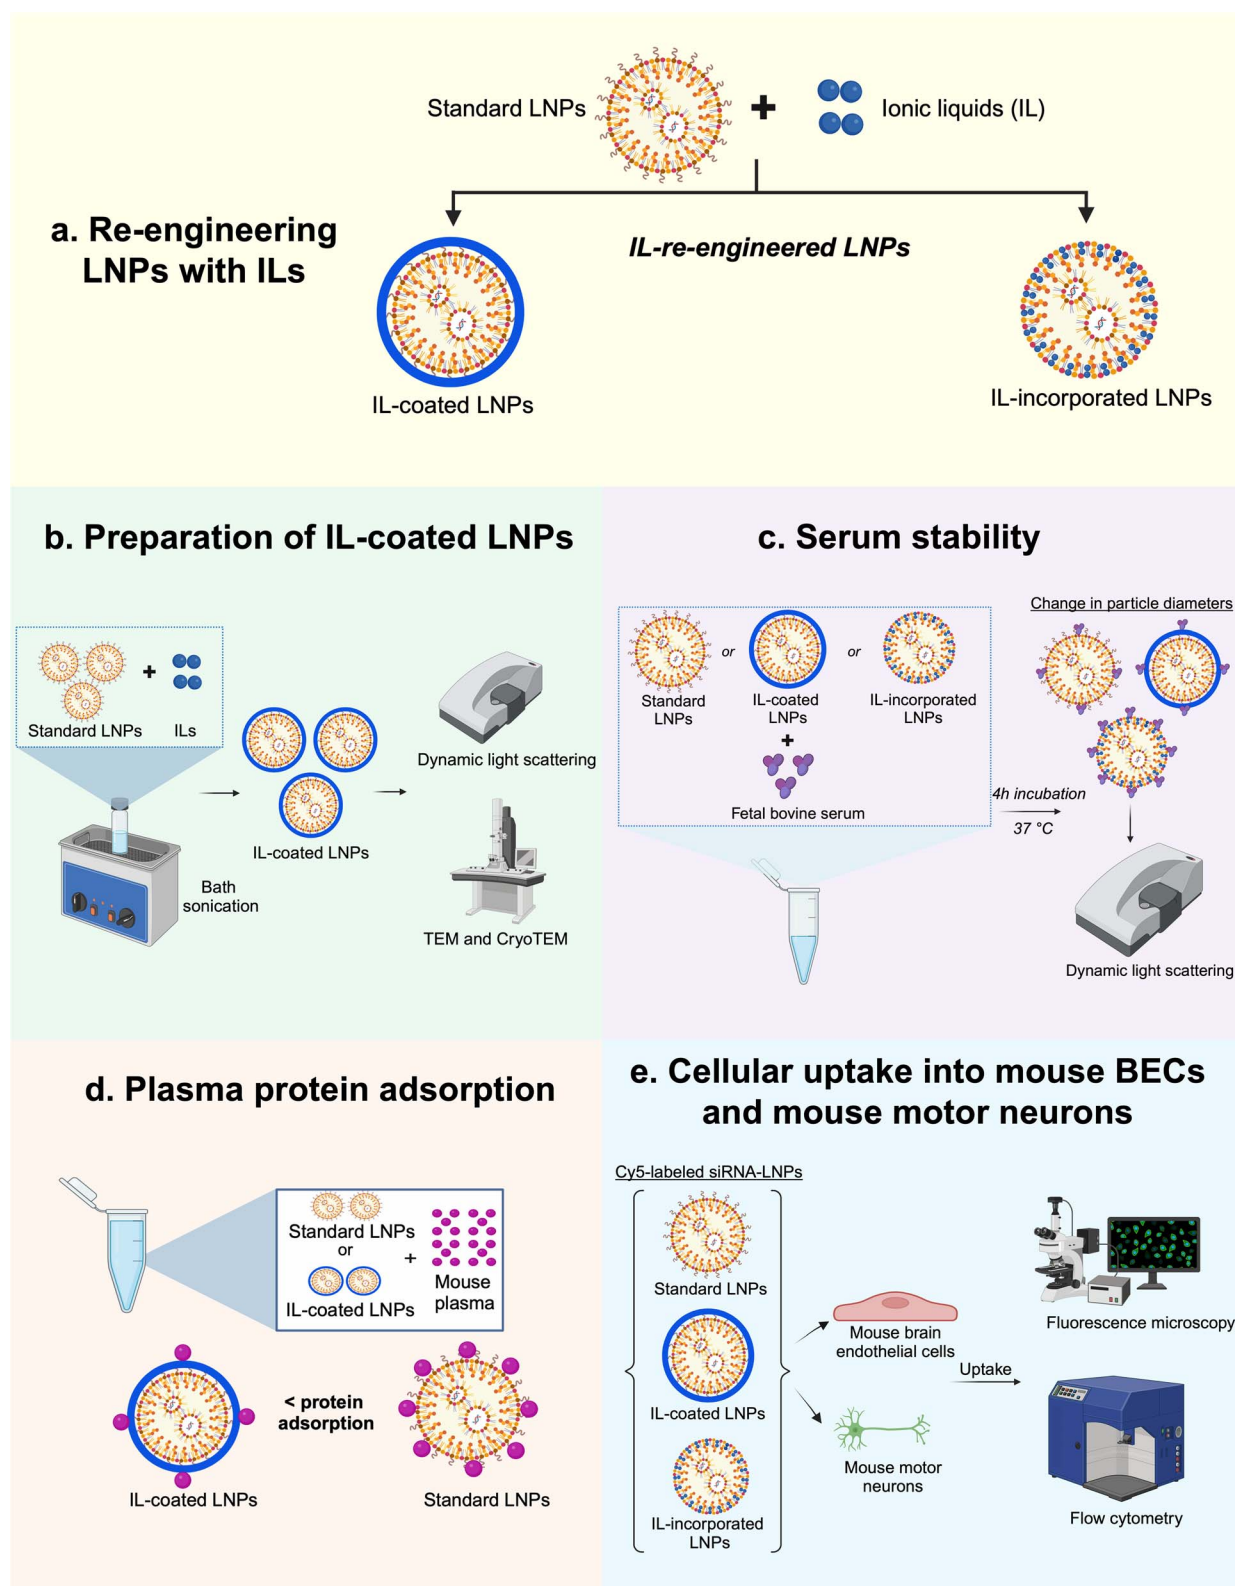 Standard LNPs
+
Ionic liquids (IL)
a. Re-engineering
LNPs with ILs
IL-re-engineered LNPs
IL-coated LNPs
IL-incorporated LNPs
b. Preparation of IL-coated LNPs
Standard LNPs
+
ILs
IL-coated LNPs
Bath
sonication
Dynamic light scattering
TEM and CryoTEM
c. Serum stability
Standard
LNPs
or
IL-coated
LNPs
or
IL-incorporated
LNPs
+
Fetal bovine serum
4h incubation
37 °C
Change in particle diameters
Dynamic light scattering
d. Plasma protein adsorption
Standard LNPs
or
IL-coated LNPs
+
Mouse
plasma
IL-coated LNPs
< protein
adsorption
Standard LNPs
e. Cellular uptake into mouse BECs
and mouse motor neurons
Cy5-labeled siRNA-LNPs
Standard LNPs
IL-coated LNPs
IL-incorporated
LNPs
Mouse brain
endothelial cells
Mouse motor
neurons
Uptake
Fluorescence microscopy
Flow cytometry